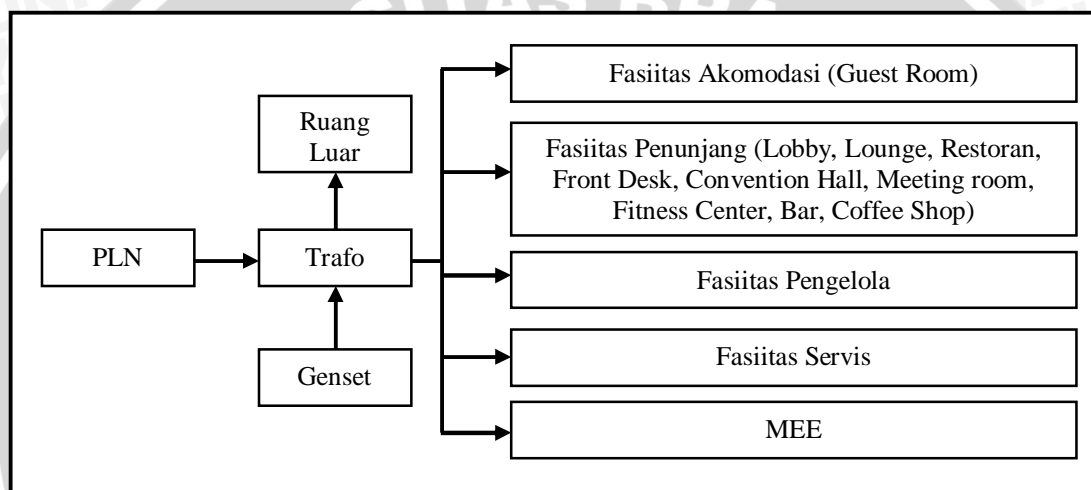 Fasiitas Akomodasi (Guest Room)
Ruang
Luar
Fasiitas Penunjang (Lobby, Lounge, Restoran,
Front Desk, Convention Hall, Meeting room,
Fitness Center, Bar, Coffee Shop)
PLN
Trafo
Fasiitas Pengelola
Genset
Fasiitas Servis
MEE